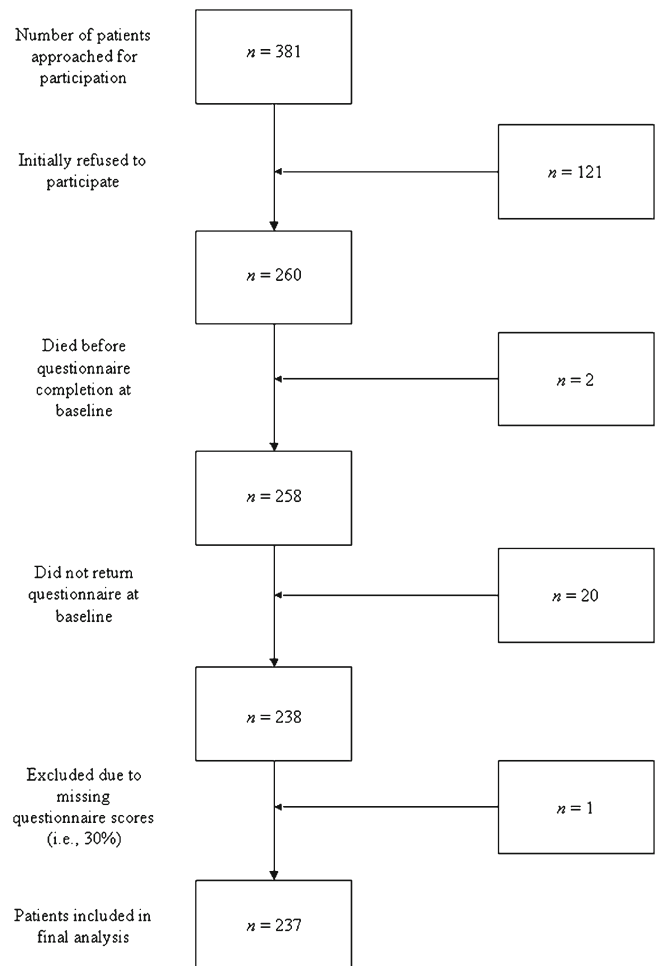 Number of patients
approached for
participation
n = 381
Initially refused to
participate
n = 121
n = 260
Died before
questionnaire
completion at
baseline
n = 2
n = 258
Did not return
questionnaire at
baseline
n = 20
n = 238
Excluded due to
missing
questionnaire scores
(i.e., 30%)
n = 1
Patients included in
final analysis
n = 237